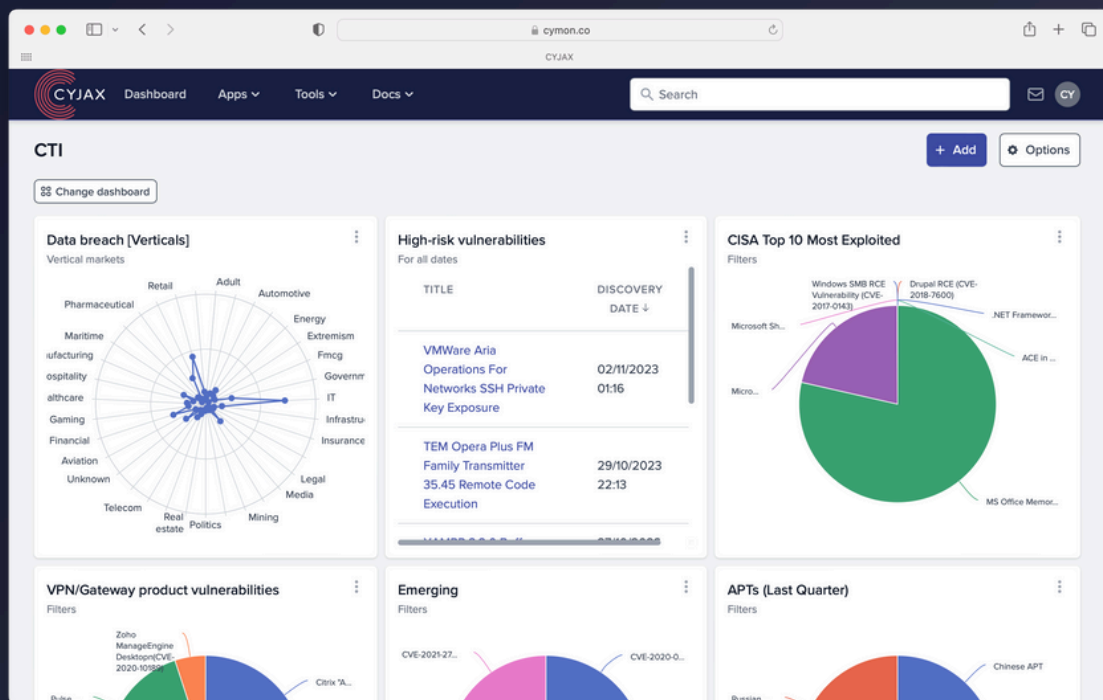 cymon.co
CYJAX
CYJAX
Dashboard
Apps
Tools
Docs
Search
CY
CTI
+ Add
Options
Change dashboard
Data breach [Verticals]
Vertical markets
Adult
Automotive
Energy
Extremism
Fmcg
Governm
IT
Infrastru
Insurance
Legal
Media
Mining
Politics
Real
estate
Telecom
Unknown
Aviation
Financial
Gaming
althcare
ospitality
ufacturing
Maritime
Pharmaceutical
Retail
High-risk vulnerabilities
For all dates
TITLE
DISCOVERY
DATE ↓
VMWare Aria
Operations For
Networks SSH Private
Key Exposure
02/11/2023
01:16
TEM Opera Plus FM
Family Transmitter
35.45 Remote Code
Execution
29/10/2023
22:13
CISA Top 10 Most Exploited
Filters
Windows SMB RCE
Vulnerability (CVE-
2017-0143)
Drupal RCE (CVE-
2018-7600)
Microsoft Sh...
.NET Framewor...
ACE in ...
Micro...
MS Office Memor...
VPN/Gateway product vulnerabilities
Filters
Zoho
ManageEngine
Desktopn(CVE-
2020-10189)
Citrix "A...
Pulse
Emerging
Filters
CVE-2021-27...
CVE-2020-0...
APTs (Last Quarter)
Filters
Chinese APT
Russian